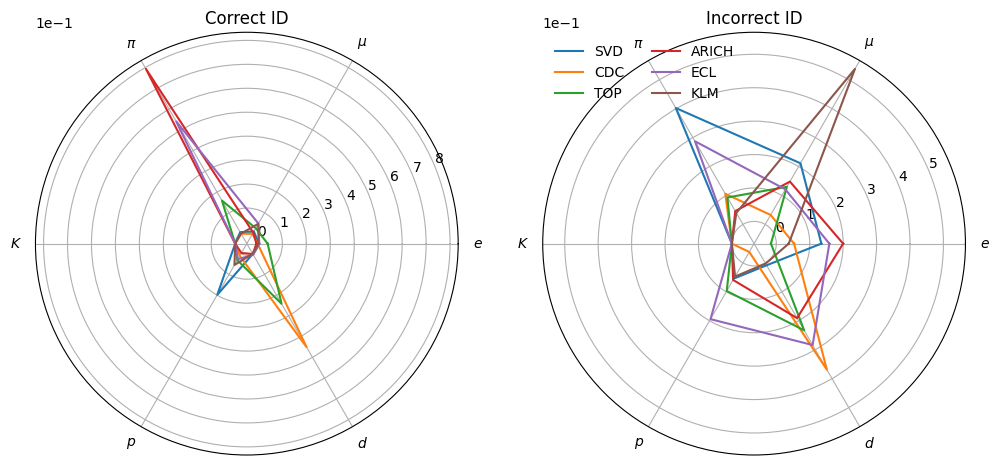 Correct ID
1e−1
π
μ
K
e
p
d
0
1
2
3
4
5
6
7
8
Incorrect ID
1e−1
π
μ
K
e
p
d
0
1
2
3
4
5
SVD
CDC
TOP
ARICH
ECL
KLM